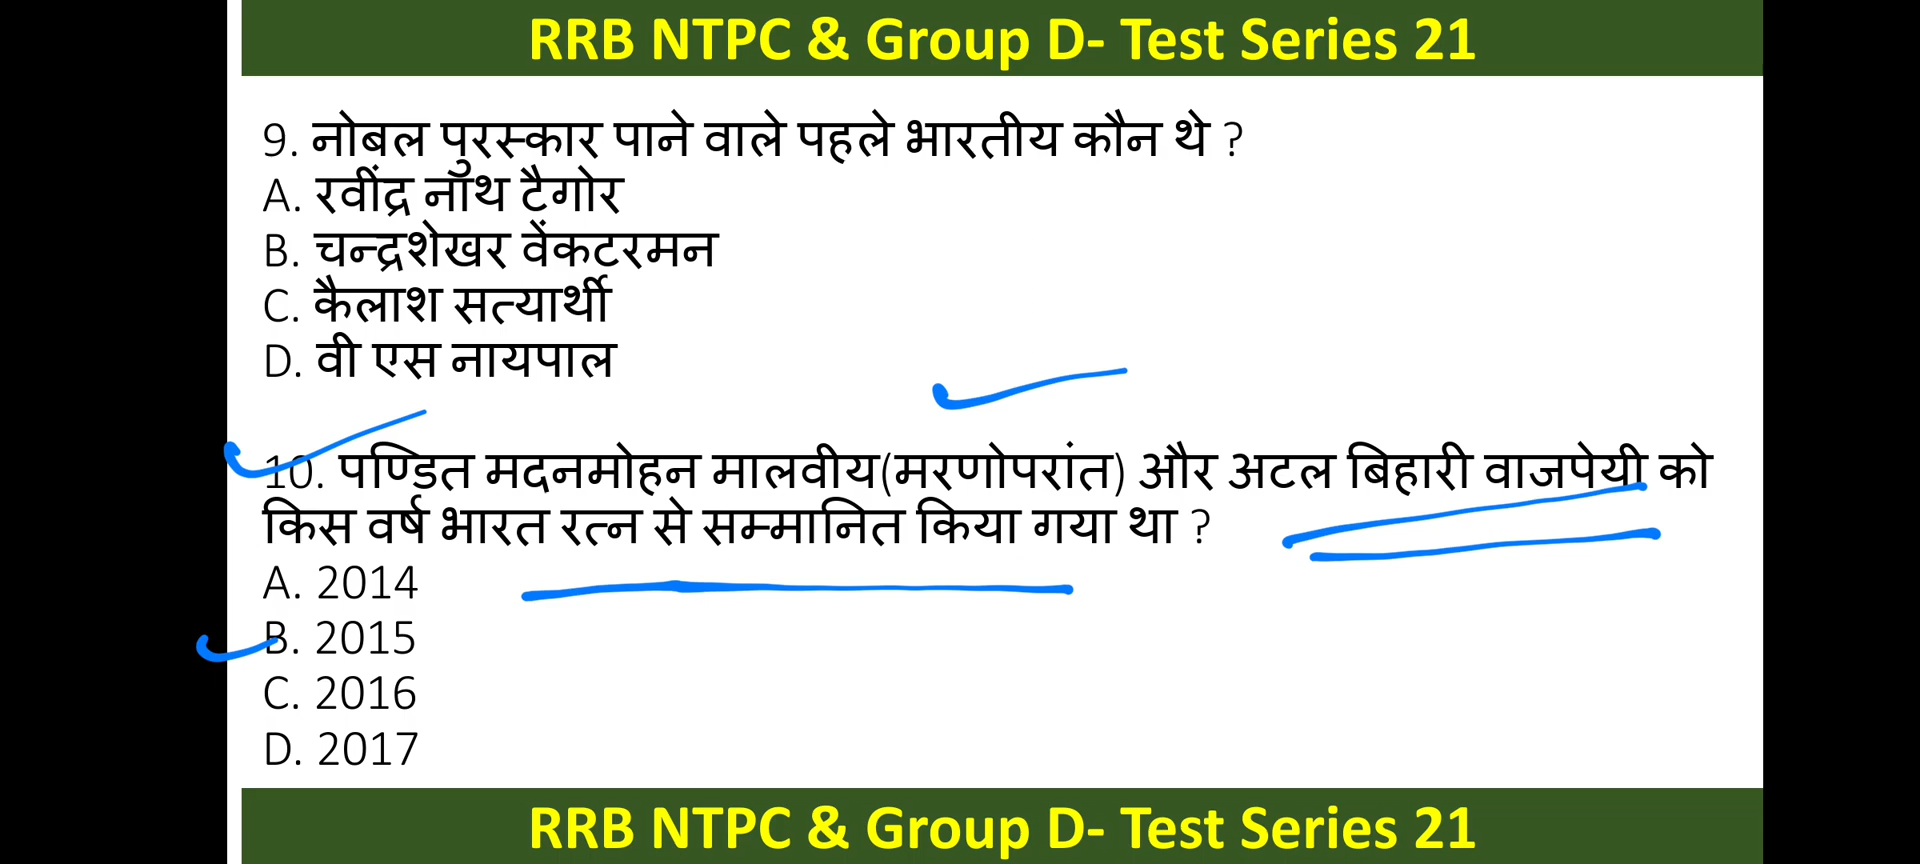 RRB NTPC & Group D- Test Series 21
9. नोबल पुरस्कार पाने वाले पहले भारतीय कौन थे ?
A. रवींद्र नाथ टैगोर
B. चन्द्रशेखर वेंकटरमन
C. कैलाश सत्यार्थी
D. वी एस नायपाल
10. पण्डित मदनमोहन मालवीय(मरणोपरांत) और अटल बिहारी वाजपेयी को
किस वर्ष भारत रत्न से सम्मानित किया गया था ?
A. 2014
B. 2015
C. 2016
D. 2017
RRB NTPC & Group D- Test Series 21